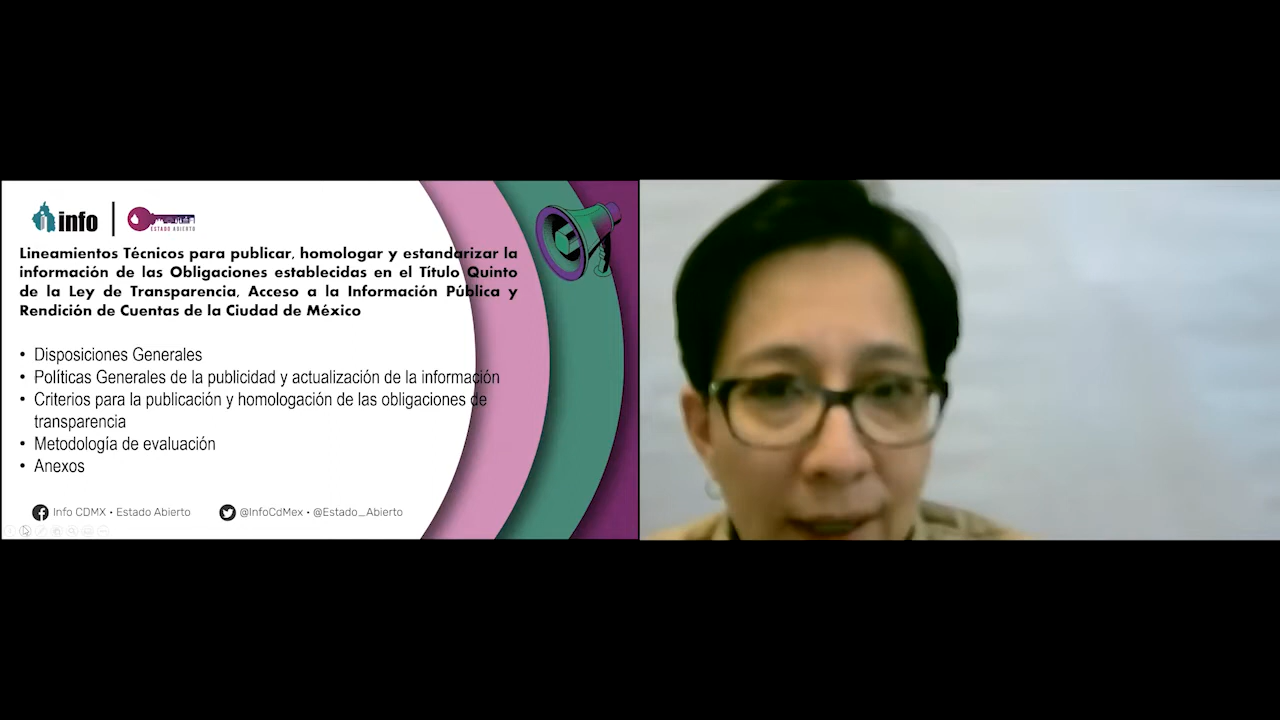 info
ESTADO ABIERTO
Lineamientos Técnicos para publicar, homologar y estandarizar la
información de las Obligaciones establecidas en el Título Quinto
de la Ley de Transparencia, Acceso a la Información Pública y
Rendición de Cuentas de la Ciudad de México
• Disposiciones Generales
• Políticas Generales de la publicidad y actualización de la información
• Criterios para la publicación y homologación de las obligaciones de
transparencia
• Metodología de evaluación
• Anexos
Info CDMX • Estado Abierto
@InfoCdMex • @Estado_Abierto